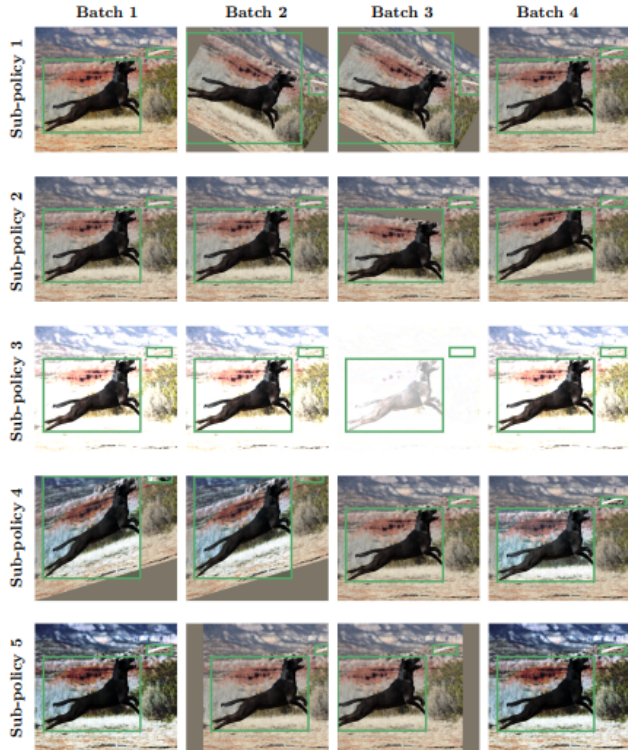 Batch 1 Batch 2 Batch 3 Batch 4
Sub-policy 1
Sub-policy 2
Sub-policy 3
Sub-policy 4
Sub-policy 5